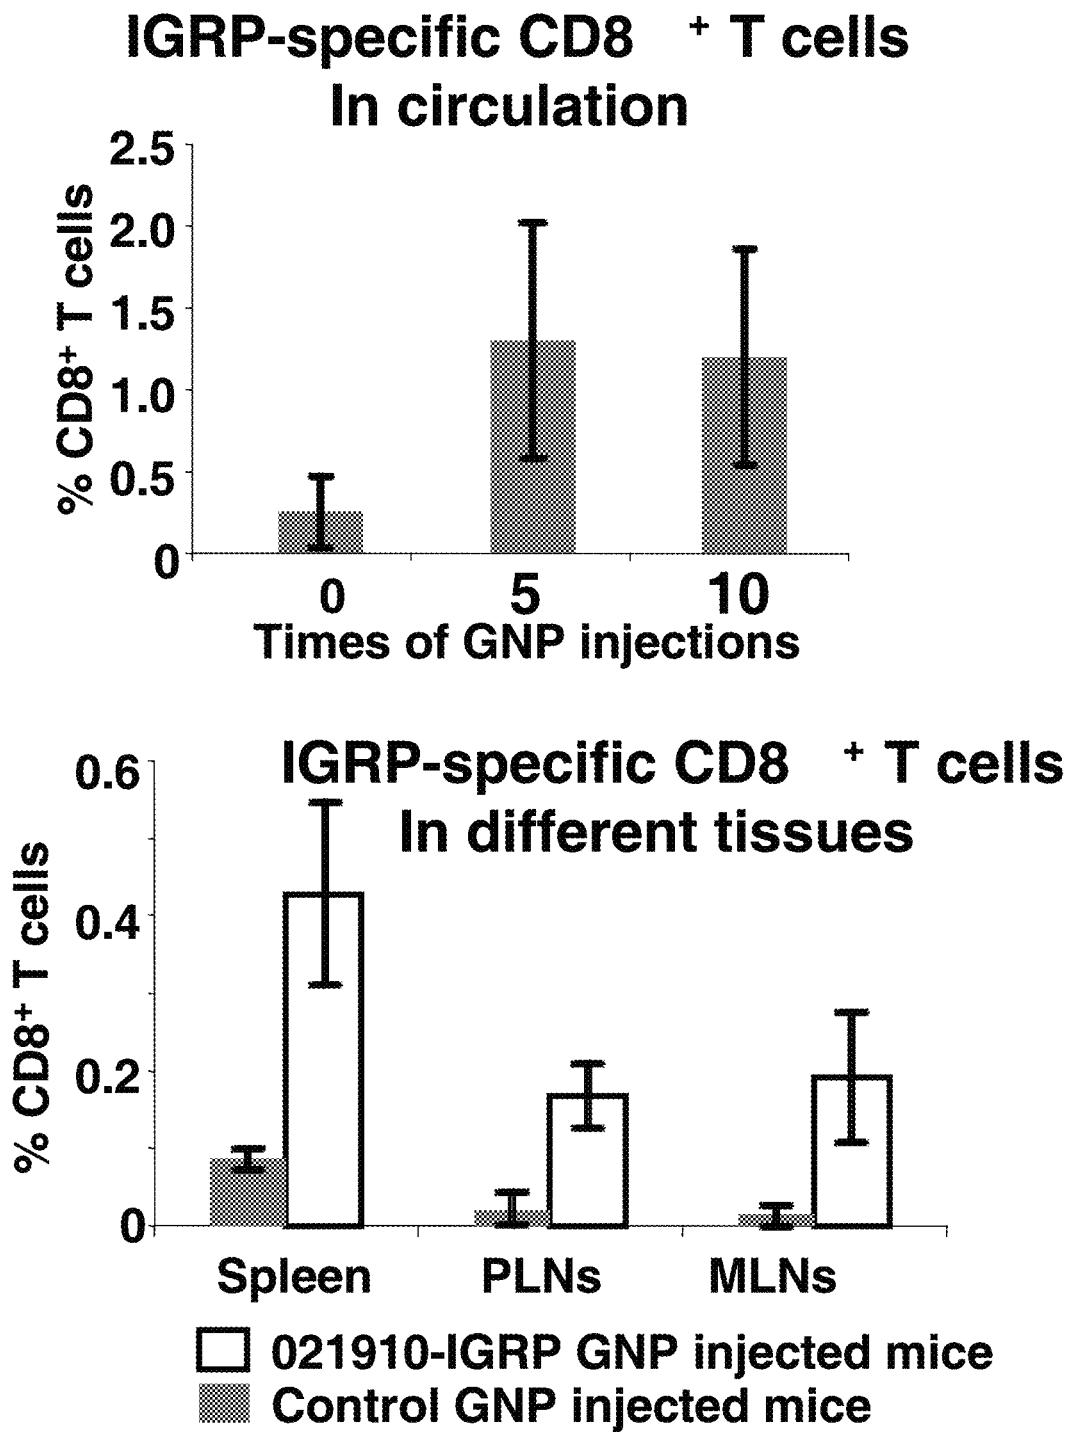 IGRP-specific CD8 + T cells
In circulation
2.5
2.0
1.5
1.0
0.5
0
% CD8+ T cells
0 5 10
Times of GNP injections
IGRP-specific CD8 + T cells
In different tissues
0.6
0.4
0.2
0
% CD8+ T cells
Spleen PLNs MLNs
021910-IGRP GNP injected mice
Control GNP injected mice